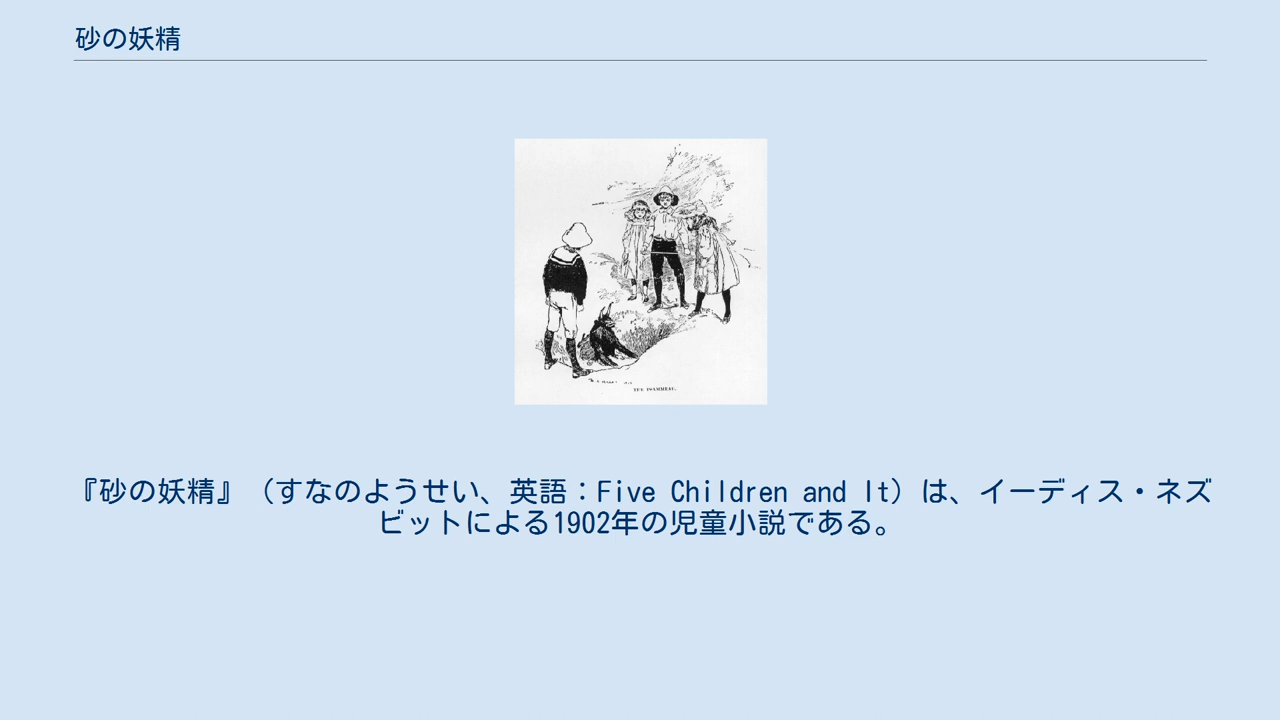 砂の妖精
THE PSAMMEAD.
『砂の妖精』（すなのようせい、英語：Five Children and It）は、イーディス・ネズ
ビットによる1902年の児童小説である。